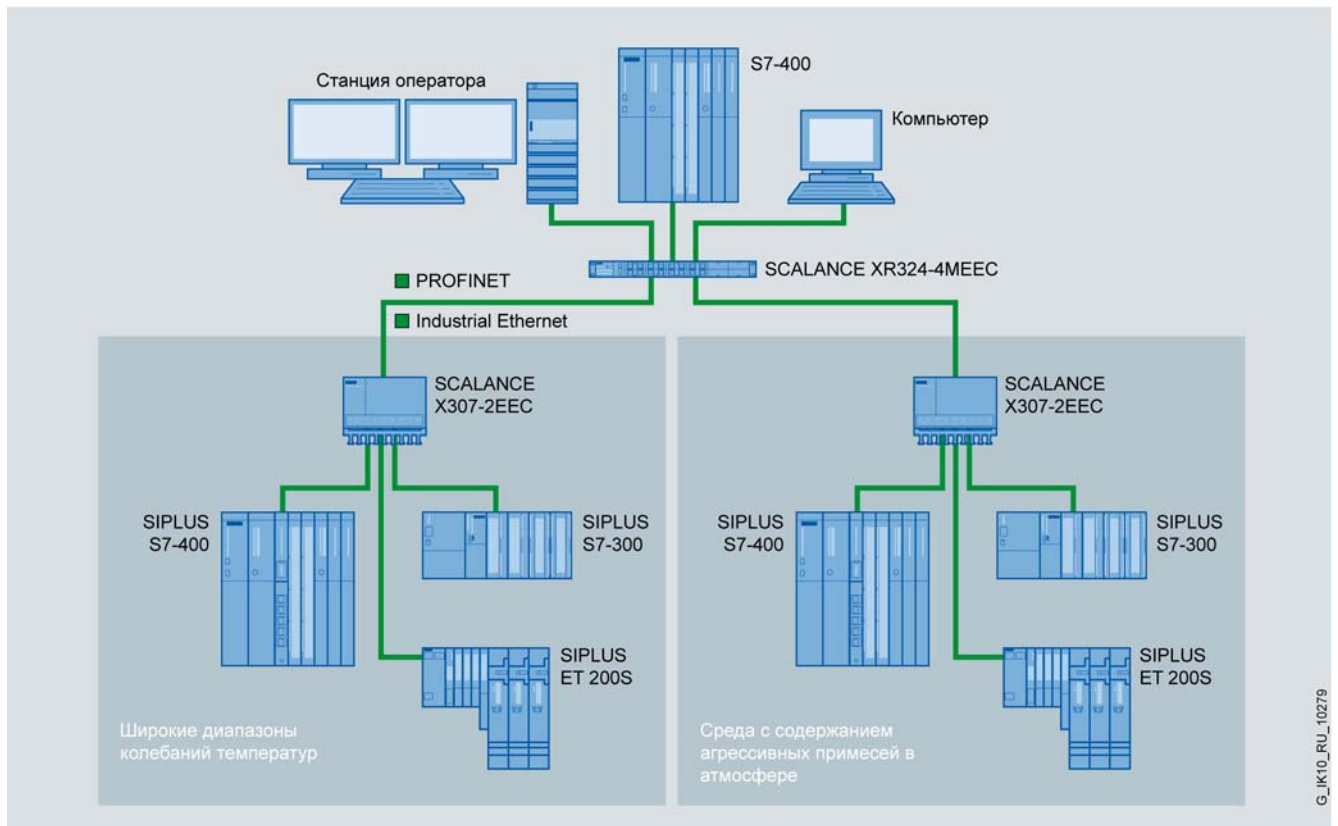 Станция оператора
S7-400
Компьютер
SCALANCE XR324-4MEEC
PROFINET
Industrial Ethernet
SCALANCE
X307-2EEC
SIPLUS
S7-400
SIPLUS
S7-300
SIPLUS
ET 200S
Широкие диапазоны
колебаний температур
SCALANCE
X307-2EEC
SIPLUS
S7-400
SIPLUS
S7-300
SIPLUS
ET 200S
Среда с содержанием
агрессивных примесей в
атмосфере
G_IK10_RU_10279